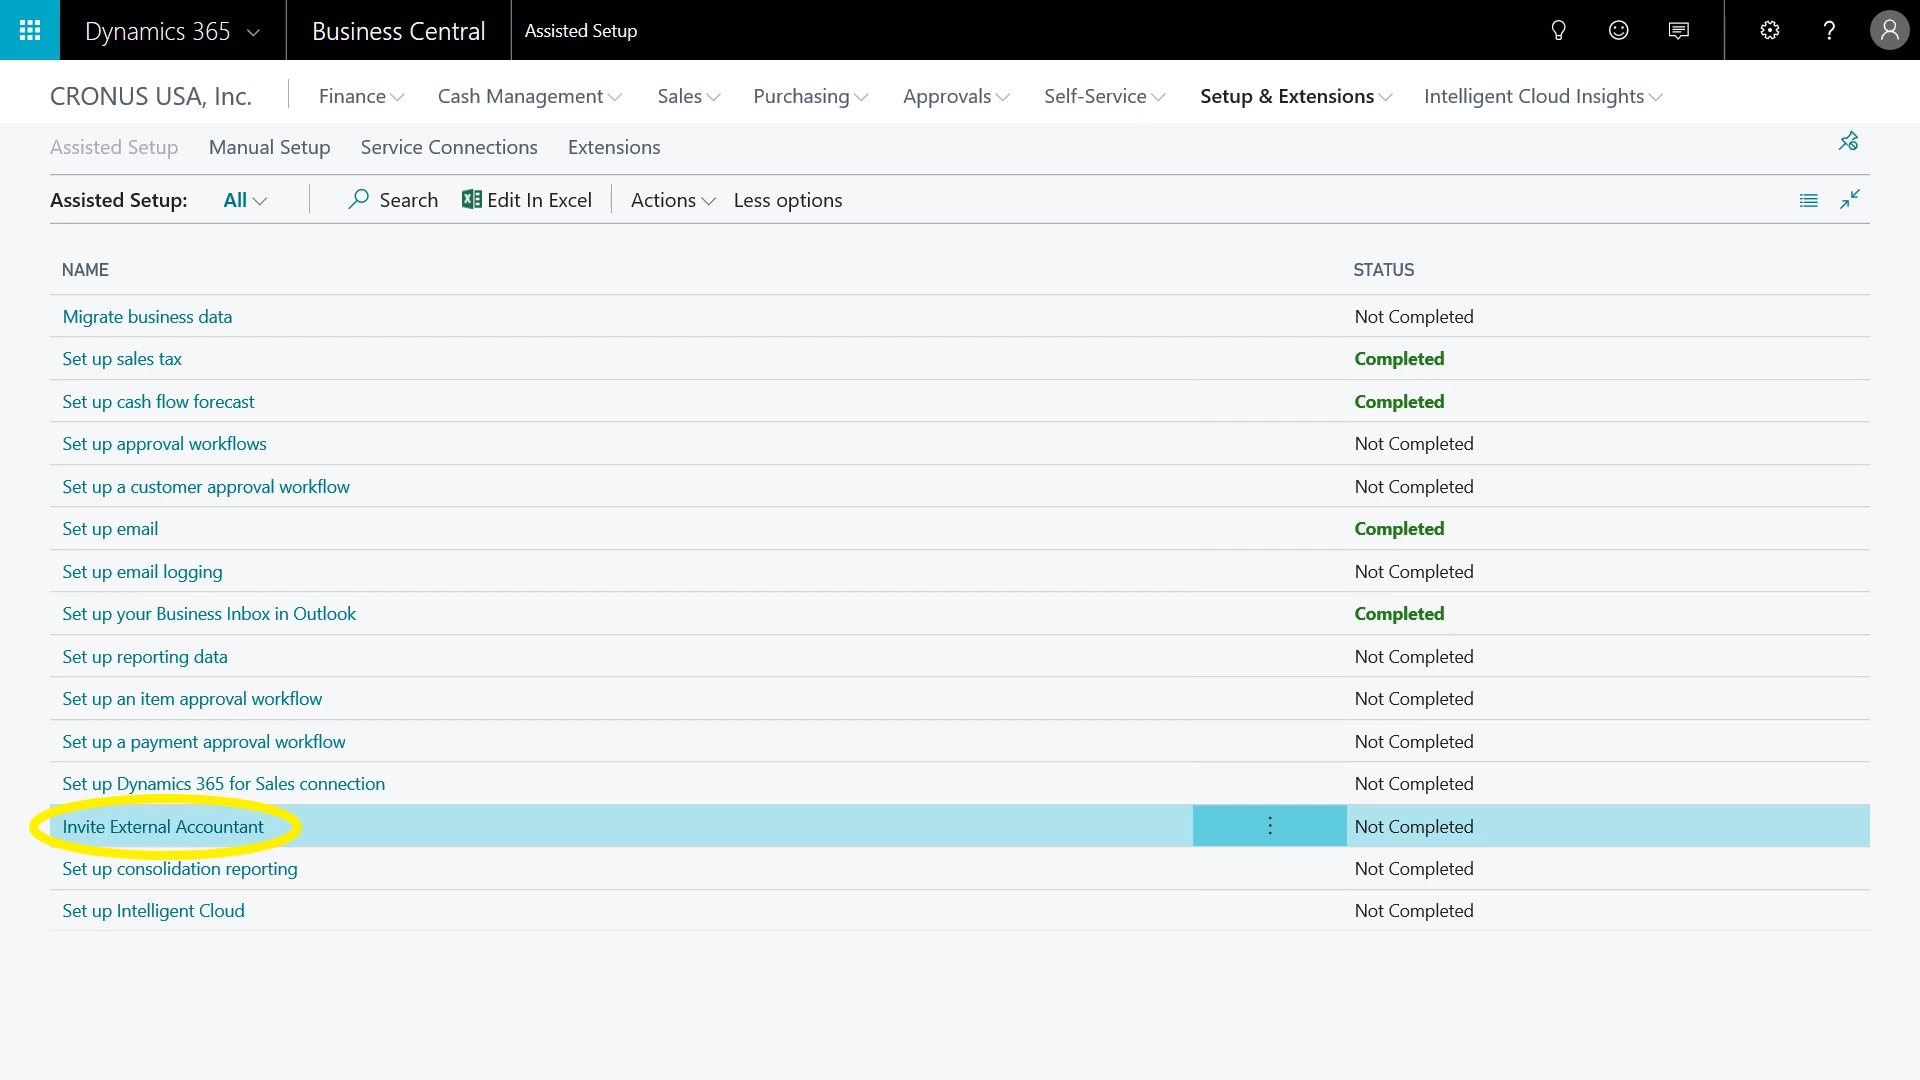 Dynamics 365 Business Central Assisted Setup ?
CRONUS USA, Inc. Finance Cash Management Sales Purchasing Approvals Self-Service Setup & Extensions Intelligent Cloud Insights
Assisted Setup Manual Setup Service Connections Extensions
Assisted Setup: All Search Edit In Excel Actions Less options
NAME STATUS
Migrate business data Not Completed
Set up sales tax Completed
Set up cash flow forecast Completed
Set up approval workflows Not Completed
Set up a customer approval workflow Not Completed
Set up email Completed
Set up email logging Not Completed
Set up your Business Inbox in Outlook Completed
Set up reporting data Not Completed
Set up an item approval workflow Not Completed
Set up a payment approval workflow Not Completed
Set up Dynamics 365 for Sales connection Not Completed
Invite External Accountant Not Completed
Set up consolidation reporting Not Completed
Set up Intelligent Cloud Not Completed